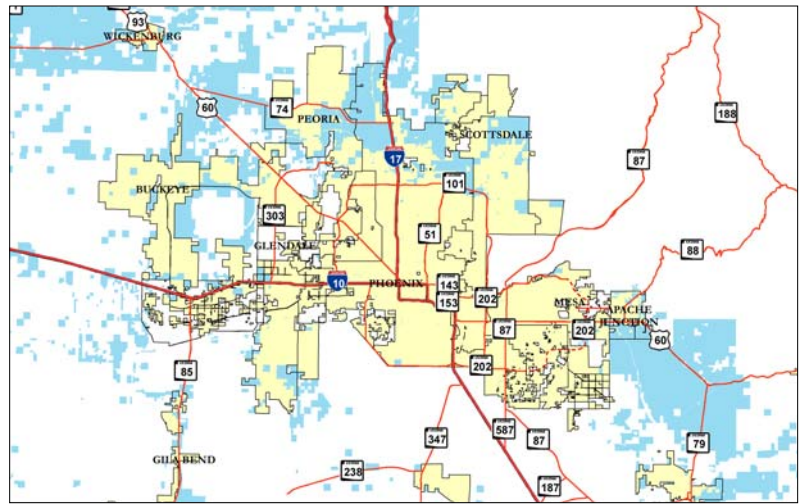 93
WICKENBURG
60
74
PEORIA
188
SCOTTSDALE
17
87
101
BUCKEYE
303
51
GLENDALE
88
10
PHOENIX
143
153
202
MESA
APACHE
JUNCTION
87
202
60
202
85
587
87
347
79
GILA BEND
238
187